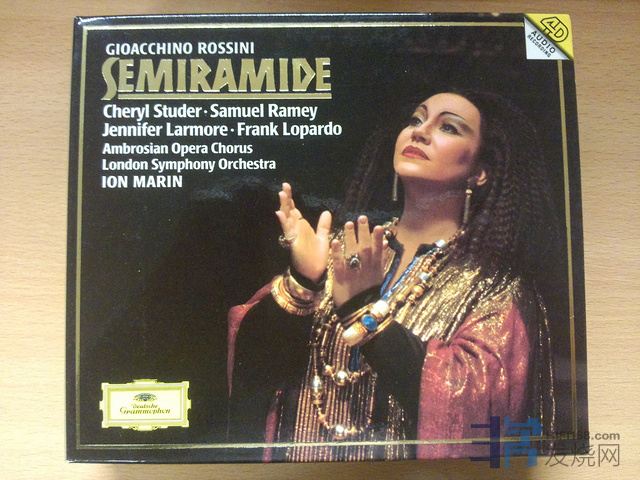 GIOACCHINO ROSSINI
SEMIRAMIDE
Cheryl Studer · Samuel Ramey
Jennifer Larmore · Frank Lopardo
Ambrosian Opera Chorus
London Symphony Orchestra
ION MARIN
4D
AUDIO
RECORDING
Deutsche
Grammophon
发烧网